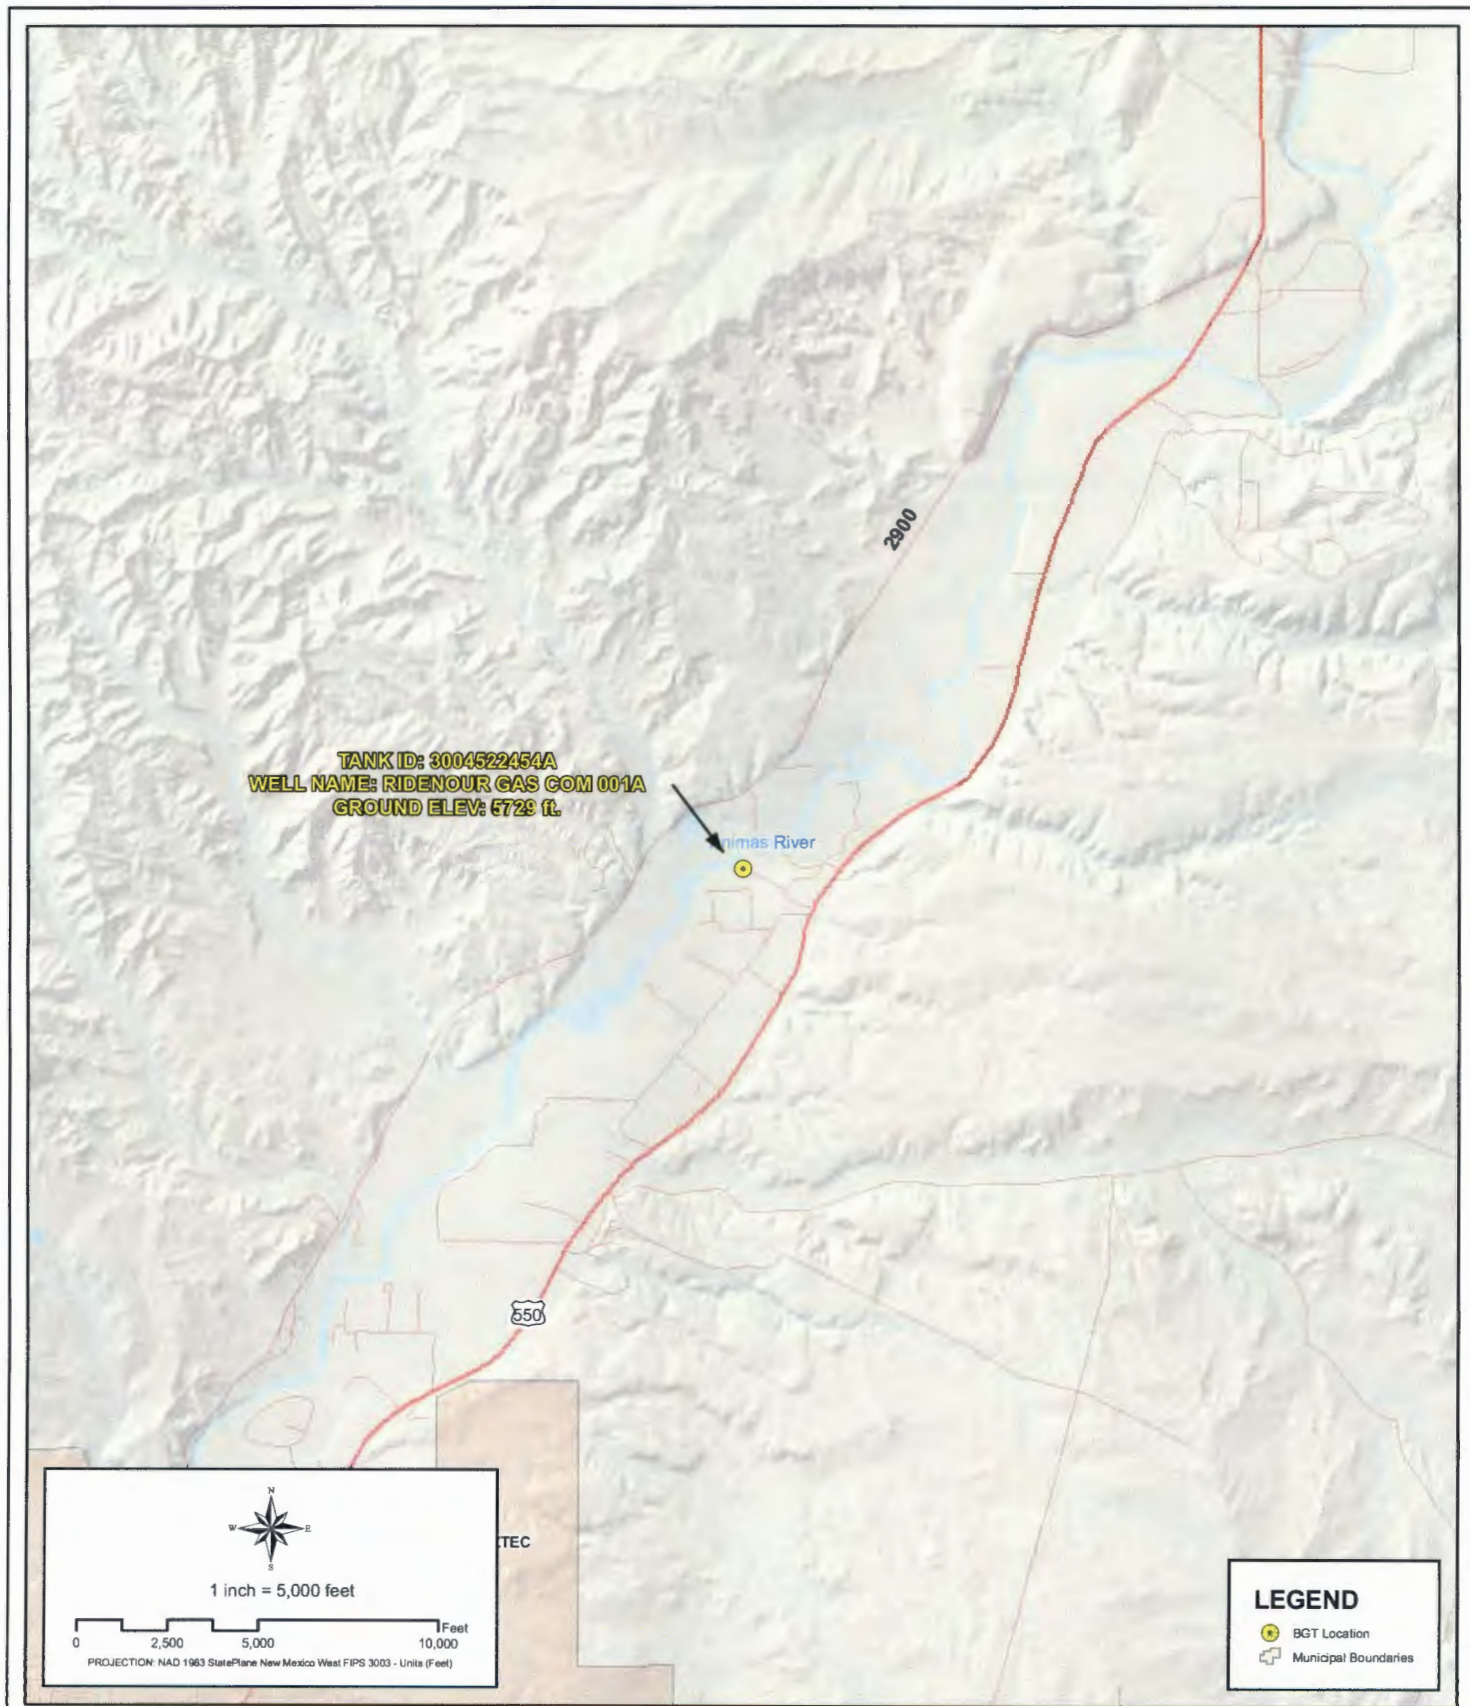 2900
TANK ID: 3004522454A
WELL NAME: RIDENOUR GAS COM 001A
GROUND ELEV: 5729 ft.
nimas River
550
TEC
N
W E
S
1 inch = 5,000 feet
Feet
0 2,500 5,000 10,000
PROJECTION: NAD 1983 StatePlane New Mexico West FIPS 3003 - Units (Feet)
LEGEND
BGT Location
Municipal Boundaries